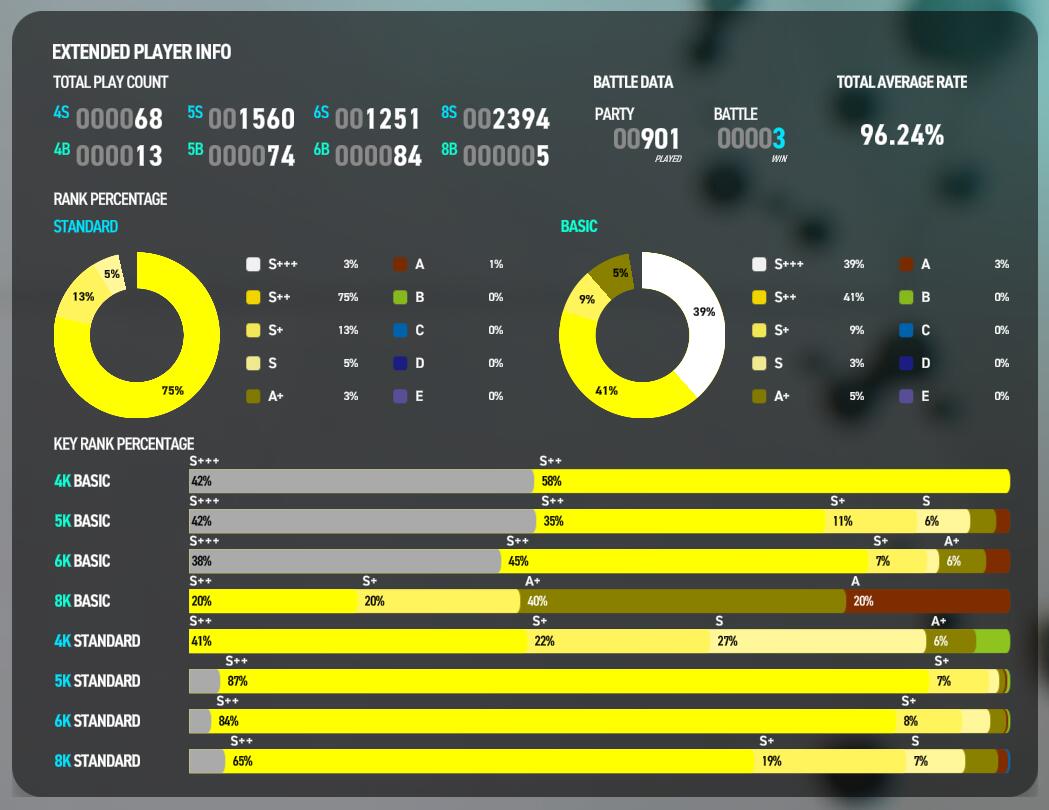 EXTENDED PLAYER INFO
TOTAL PLAY COUNT
4S 000068 5S 001560 6S 001251 8S 002394
4B 000013 5B 000074 6B 000084 8B 000005
BATTLE DATA
PARTY BATTLE
00901 00003
PLAYED WIN
TOTAL AVERAGE RATE
96.24%
RANK PERCENTAGE
STANDARD
5%
13%
75%
S+++ 3% A 1%
S++ 75% B 0%
S+ 13% C 0%
S 5% D 0%
A+ 3% E 0%
BASIC
5%
9%
39%
41%
S+++ 39% A 3%
S++ 41% B 0%
S+ 9% C 0%
S 3% D 0%
A+ 5% E 0%
KEY RANK PERCENTAGE
S+++ S++
4K BASIC 42% 58%
S+++ S++ S+ S
5K BASIC 42% 35% 11% 6%
S+++ S++ S+ A+
6K BASIC 38% 45% 7% 6%
S++ S+ A+ A
8K BASIC 20% 20% 40% 20%
S++ S+ S A+
4K STANDARD 41% 22% 27% 6%
S++ S+
5K STANDARD 87% 7%
S++ S+
6K STANDARD 84% 8%
S++ S+ S
8K STANDARD 65% 19% 7%